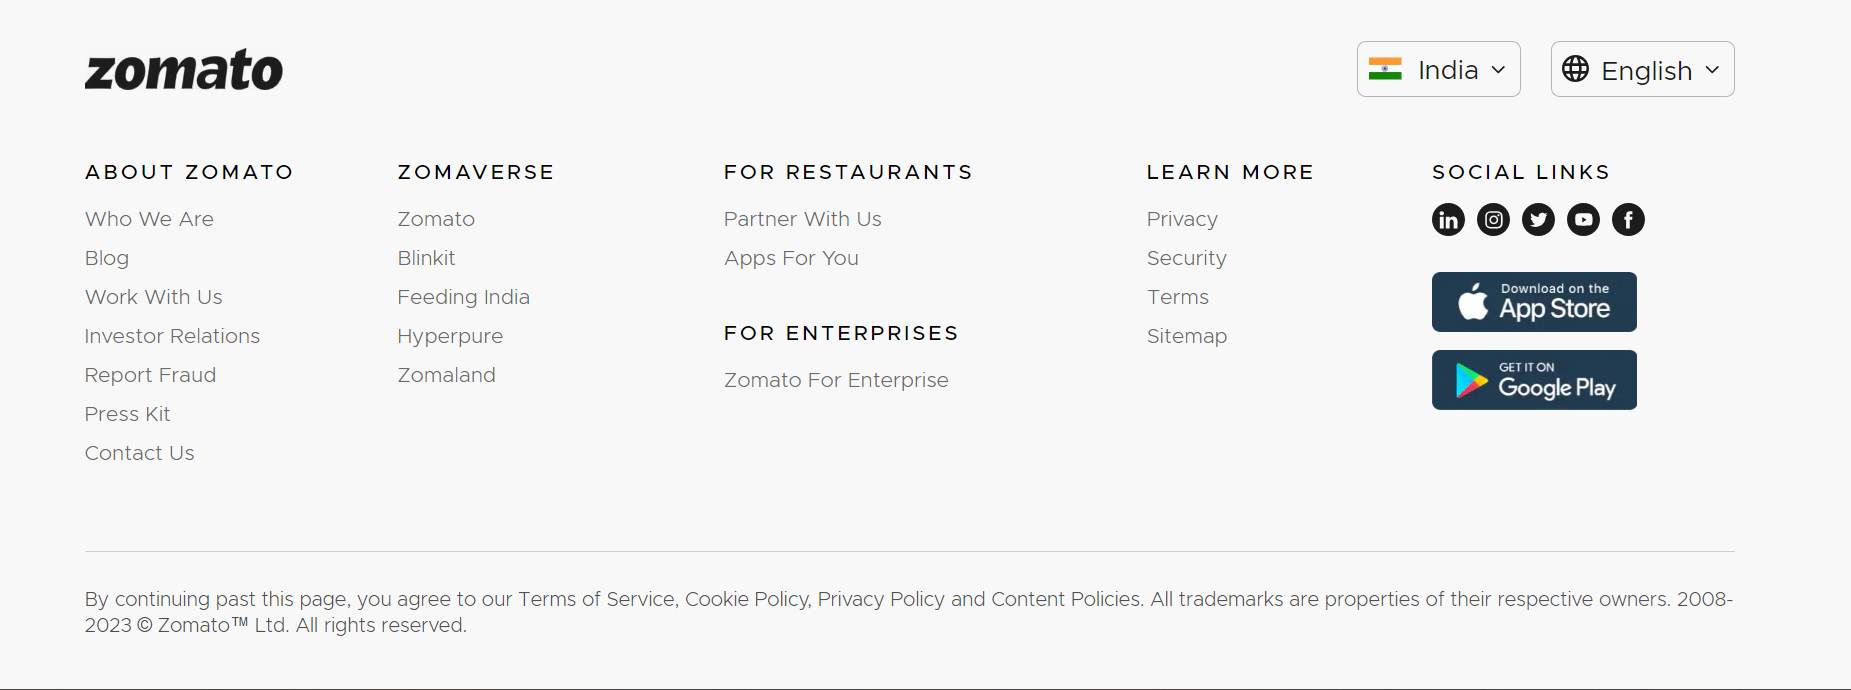 zomato
India
English
ABOUT ZOMATO
Who We Are
Blog
Work With Us
Investor Relations
Report Fraud
Press Kit
Contact Us
ZOMAVERSE
Zomato
Blinkit
Feeding India
Hyperpure
Zomaland
FOR RESTAURANTS
Partner With Us
Apps For You
FOR ENTERPRISES
Zomato For Enterprise
LEARN MORE
Privacy
Security
Terms
Sitemap
SOCIAL LINKS
Download on the
App Store
GET IT ON
Google Play
By continuing past this page, you agree to our Terms of Service, Cookie Policy, Privacy Policy and Content Policies. All trademarks are properties of their respective owners. 2008-
2023 © Zomato™ Ltd. All rights reserved.